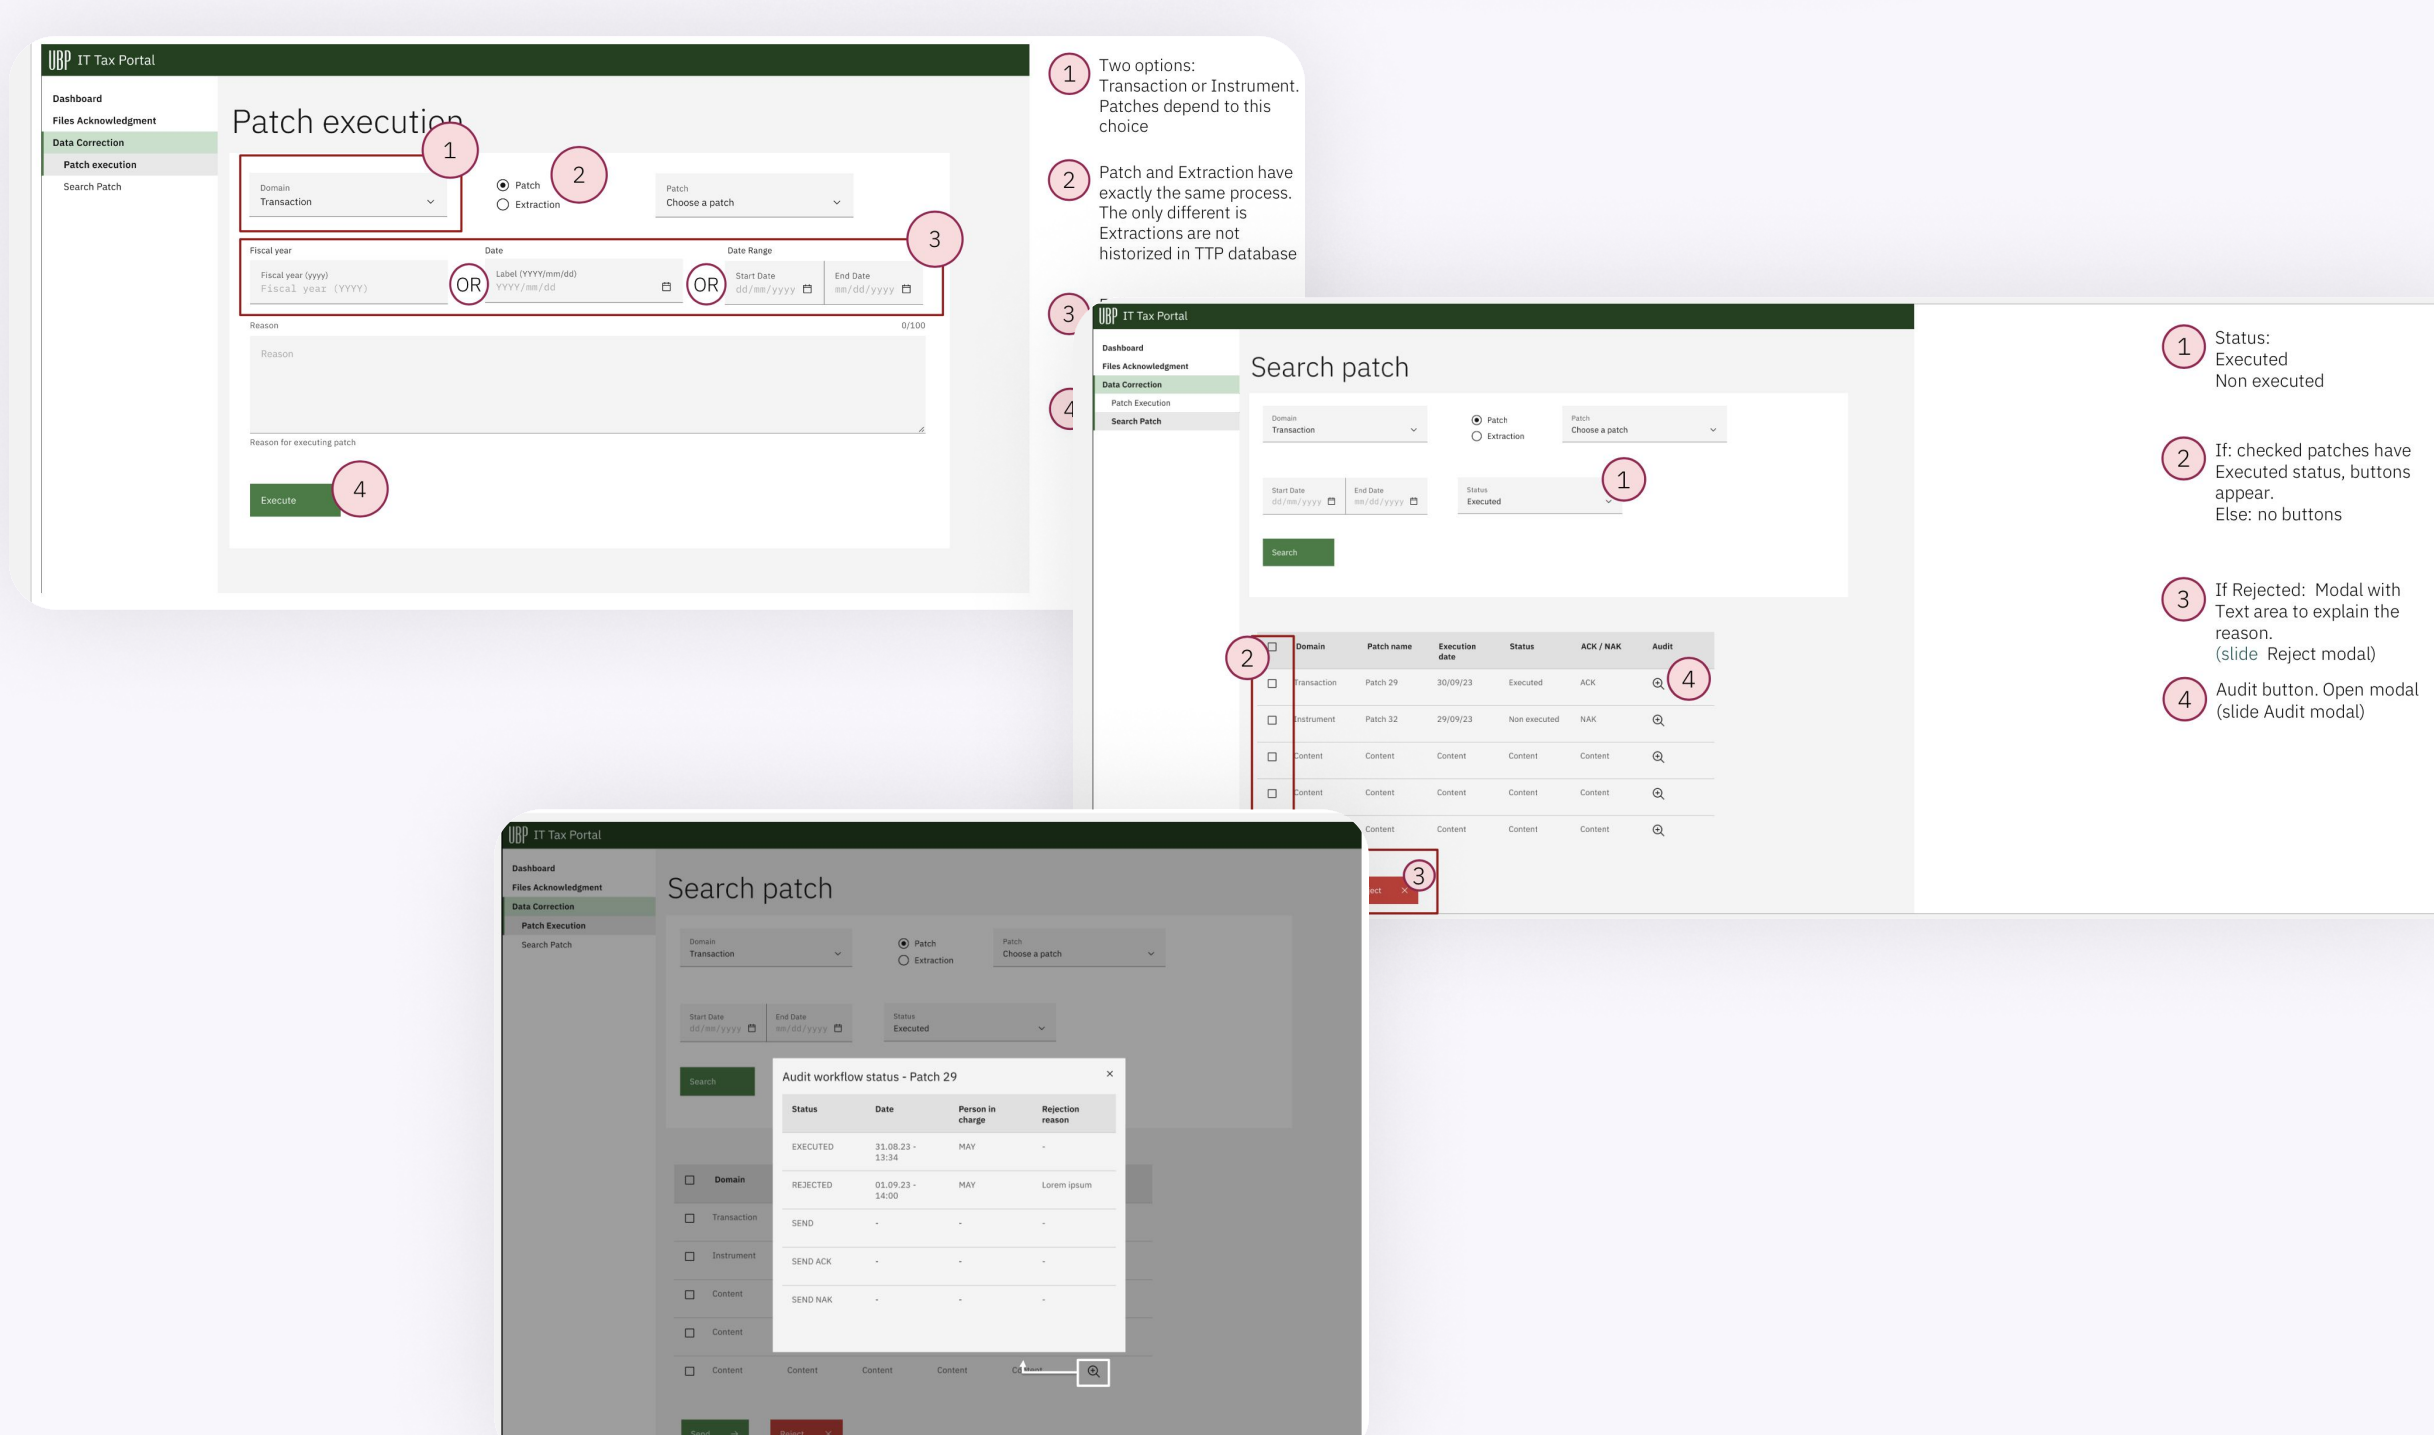 UBP IT Tax Portal
Dashboard
Files Acknowledgment
Data Correction
Patch execution
Search Patch
Patch execution
1
2
Domain
Transaction
Patch
Extraction
Patch
Choose a patch
3
Fiscal year
Date
Date Range
Fiscal year (yyyy)
Fiscal year (YYYY)
OR
Label (YYYY/mm/dd)
YYYY/mm/dd
OR
Start Date
dd/mm/yyyy
End Date
mm/dd/yyyy
Reason
0/100
Reason
Reason for executing patch
Execute
4
1
Two options:
Transaction or Instrument.
Patches depend to this
choice
2
Patch and Extraction have
exactly the same process.
The only different is
Extractions are not
historized in TTP database
3
4
UBP IT Tax Portal
Dashboard
Files Acknowledgment
Data Correction
Patch Execution
Search Patch
Search patch
Domain
Transaction
Patch
Extraction
Patch
Choose a patch
Start Date
dd/mm/yyyy
End Date
mm/dd/yyyy
Status
Executed
1
Search
2
Domain Patch name Execution date Status ACK / NAK Audit
Transaction Patch 29 30/09/23 Executed ACK
4
Instrument Patch 32 29/09/23 Non executed NAK
Content Content Content Content Content
Content Content Content Content Content
Content Content Content Content
3
1
Status:
Executed
Non executed
2
If: checked patches have
Executed status, buttons
appear.
Else: no buttons
3
If Rejected: Modal with
Text area to explain the
reason.
(slide Reject modal)
4
Audit button. Open modal
(slide Audit modal)
UBP IT Tax Portal
Dashboard
Files Acknowledgment
Data Correction
Patch Execution
Search Patch
Search patch
Domain
Transaction
Patch
Extraction
Patch
Choose a patch
Start Date
dd/mm/yyyy
End Date
mm/dd/yyyy
Status
Executed
Search
Audit workflow status - Patch 29
Status Date Person in charge Rejection reason
EXECUTED 31.08.23 - 13:34 MAY -
REJECTED 01.09.23 - 14:00 MAY Lorem ipsum
SEND - - -
SEND ACK - - -
SEND NAK - - -
Domain
Transaction
Instrument
Content
Content
Content Content Content Content Content
Send
Reject